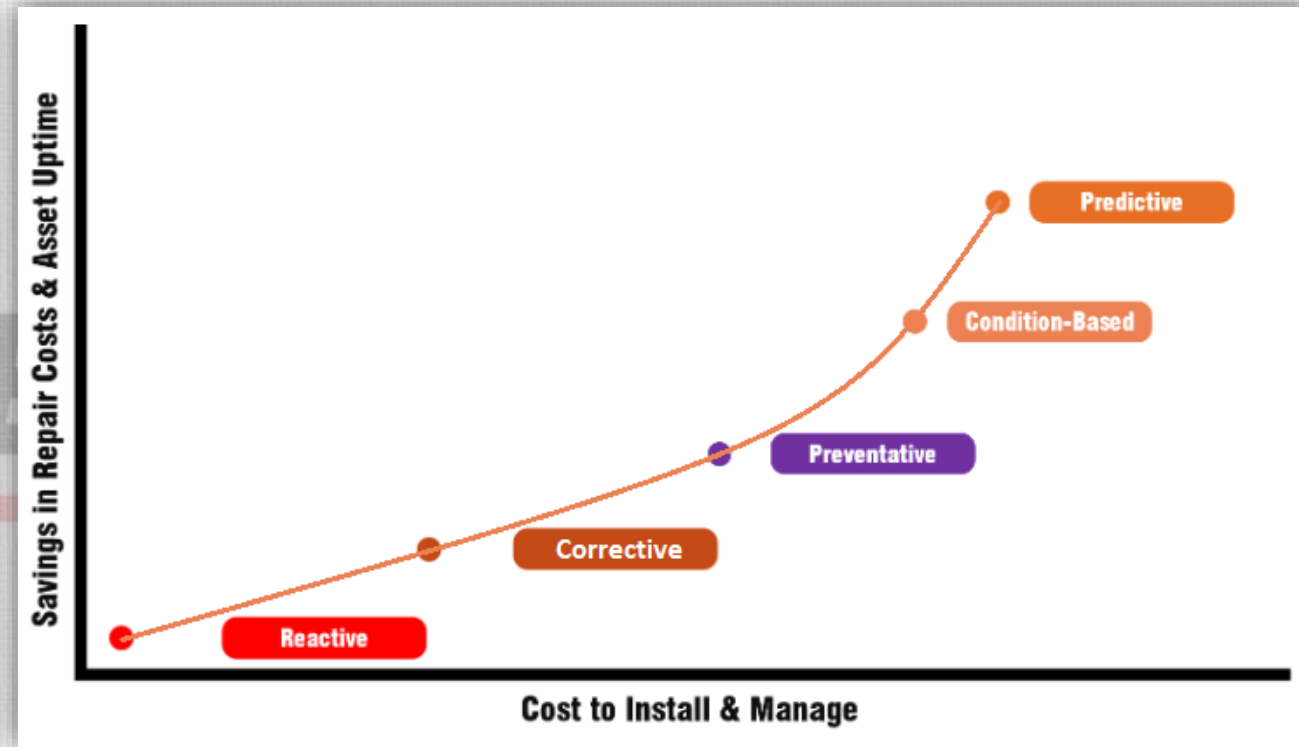 Savings in Repair Costs & Asset Uptime
Predictive
Condition-Based
Preventative
Corrective
Reactive
Cost to Install & Manage